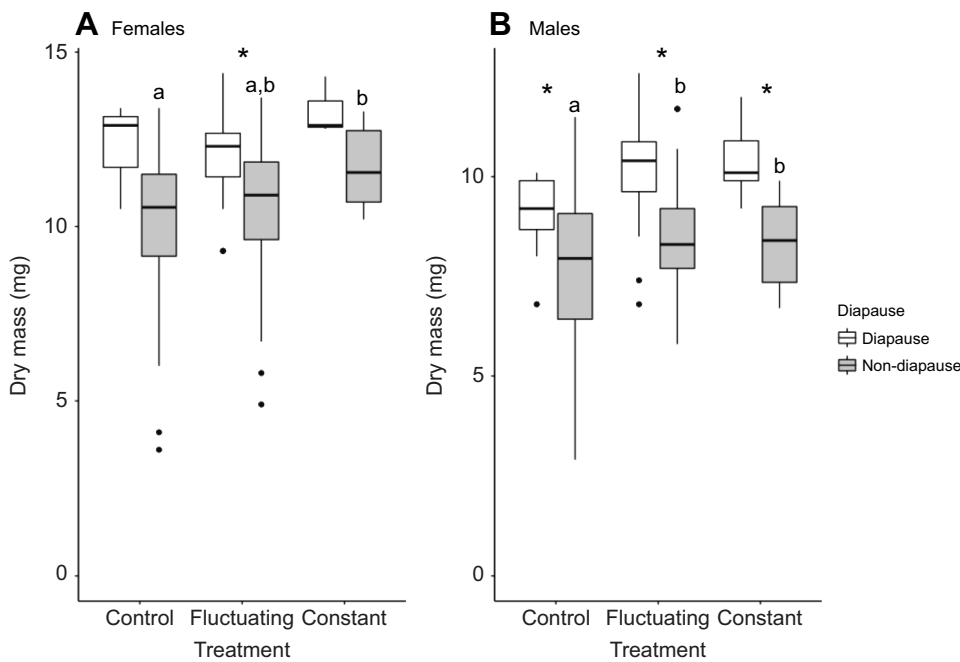 A Females
15
10
5
0
Dry mass (mg)
*
a
a,b
b
Control Fluctuating Constant
Treatment
B Males
10
5
0
Dry mass (mg)
*
*
*
a
b
b
Control Fluctuating Constant
Treatment
Diapause
Diapause
Non-diapause